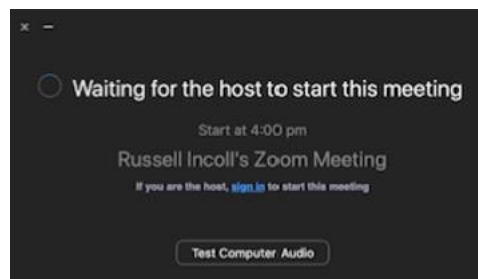 Waiting for the host to start this meeting
Start at 4:00 pm
Russell Incoll's Zoom Meeting
If you are the host, sign in to start this meeting
Test Computer Audio